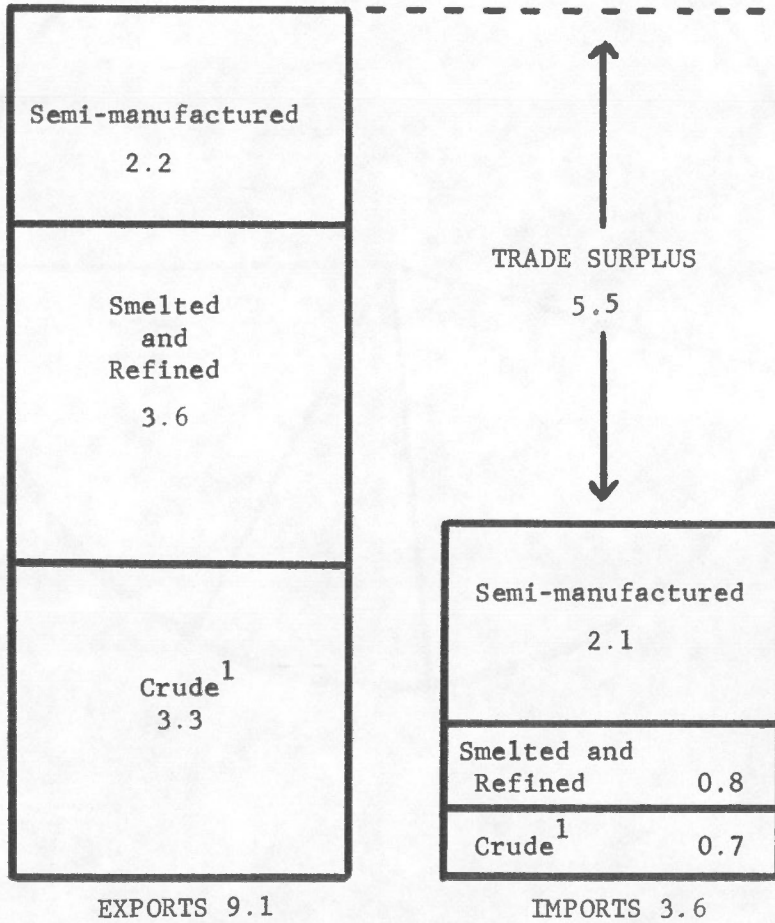 Semi-manufactured
2.2
Smelted
and
Refined
3.6
Crude¹
3.3
EXPORTS 9.1
TRADE SURPLUS
5.5
Semi-manufactured
2.1
Smelted and
Refined 0.8
Crude¹ 0.7
IMPORTS 3.6